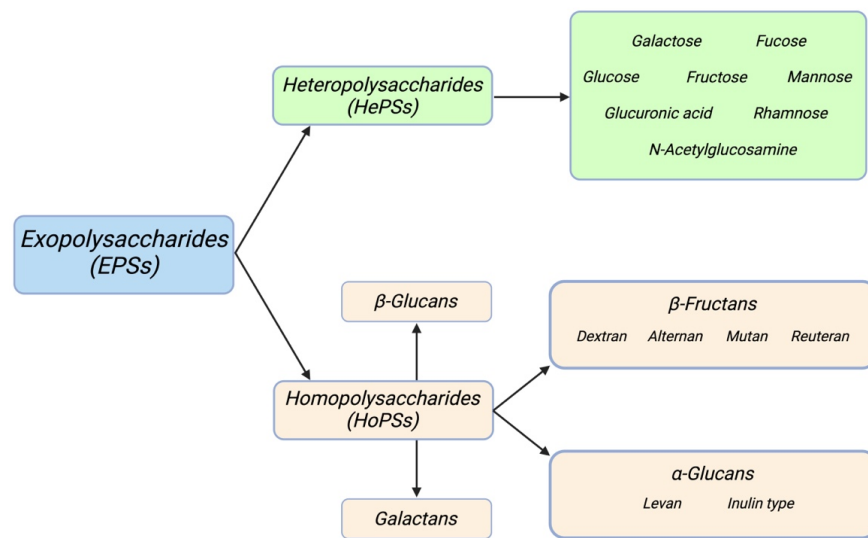 Exopolysaccharides
(EPSs)
Heteropolysaccharides
(HePSs)
Galactose Fucose
Glucose Fructose Mannose
Glucuronic acid Rhamnose
N-Acetylglucosamine
β-Glucans
Homopolysaccharides
(HoPSs)
Galactans
β-Fructans
Dextran Alternan Mutan Reuteran
α-Glucans
Levan Inulin type